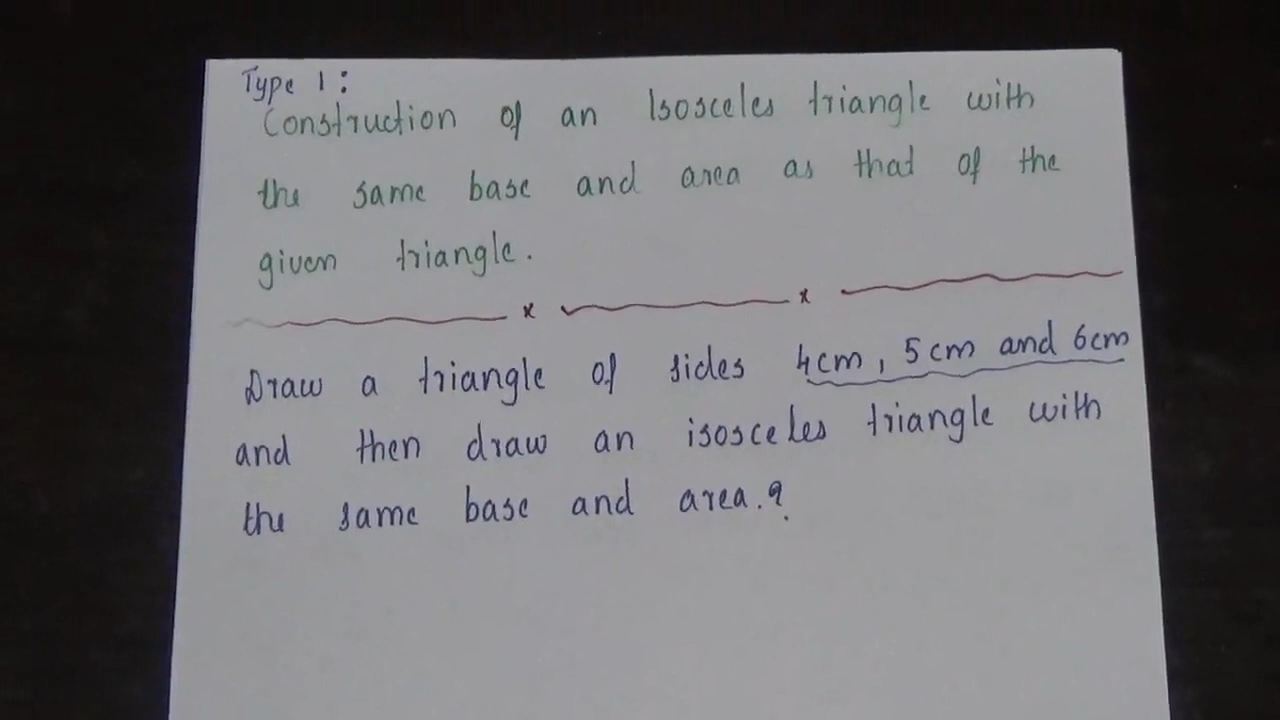 Type 1:
Construction of an Isosceles triangle with
the same base and area as that of the
given triangle.
x x
Draw a triangle of sides 4cm, 5cm and 6cm
and then draw an isosceles triangle with
the same base and area.?